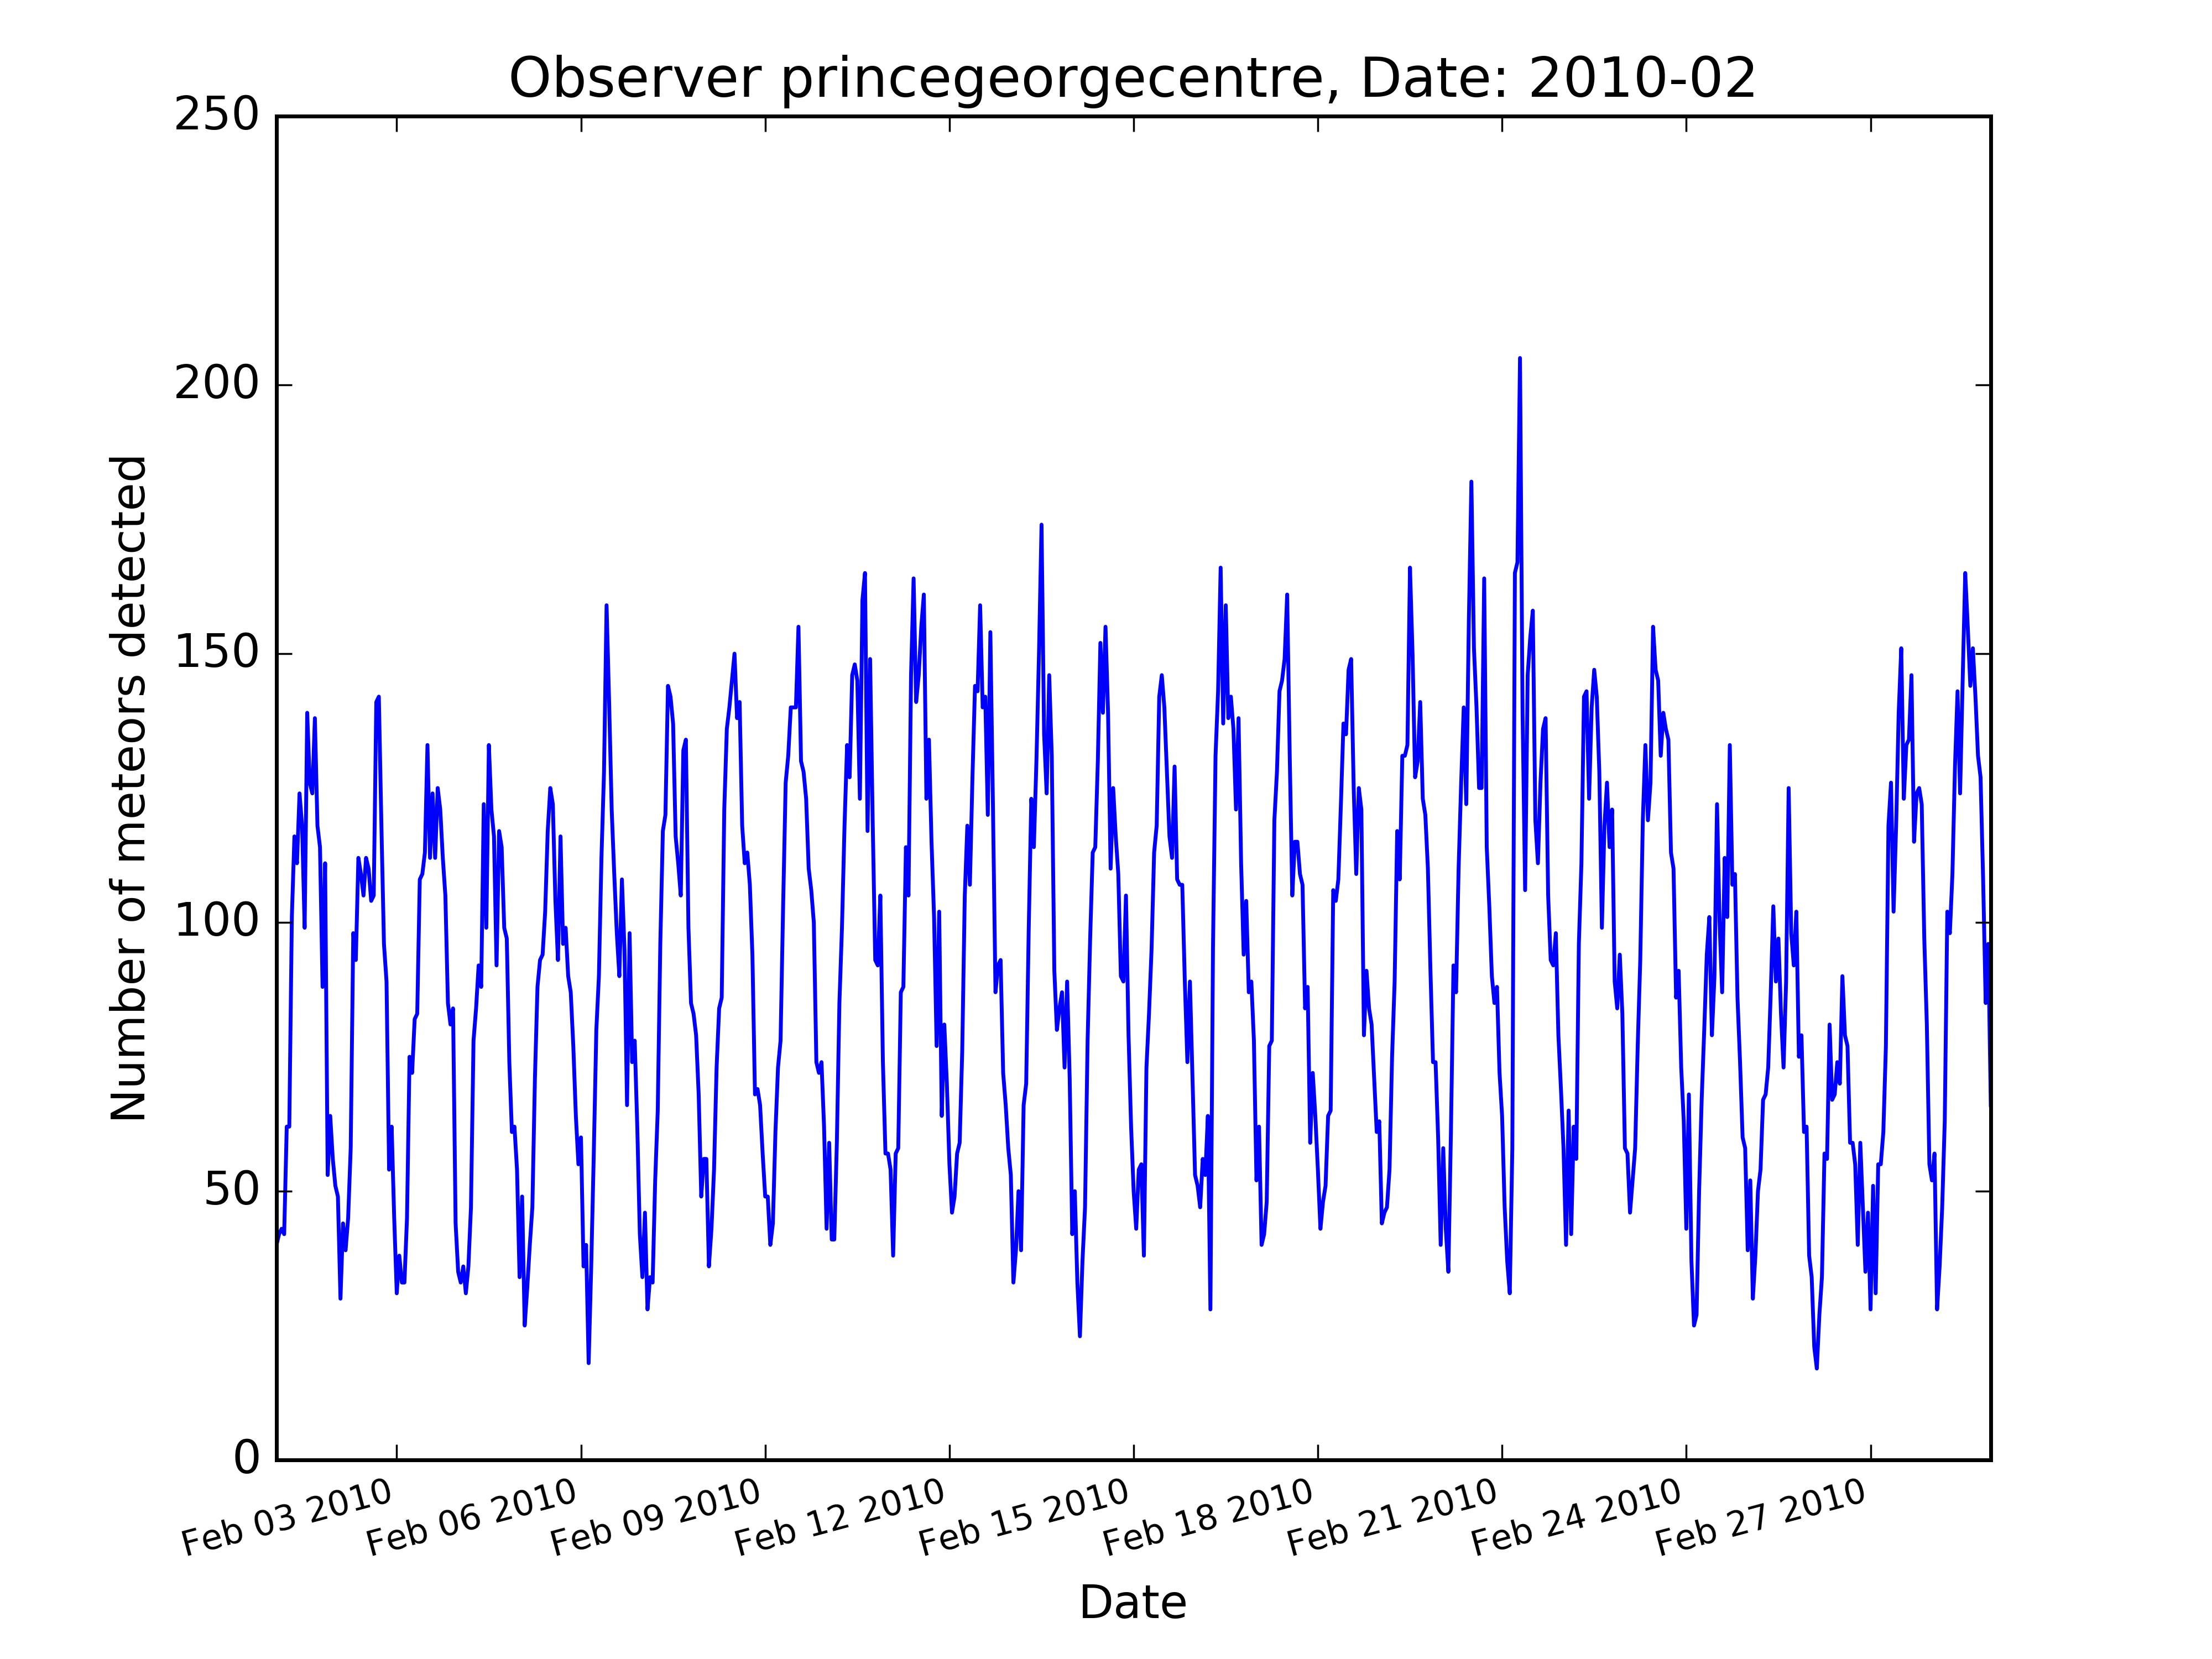 Observer princegeorgecentre, Date: 2010-02
250
200
150
100
50
0
Number of meteors detected
Feb 03 2010
Feb 06 2010
Feb 09 2010
Feb 12 2010
Feb 15 2010
Feb 18 2010
Feb 21 2010
Feb 24 2010
Feb 27 2010
Date